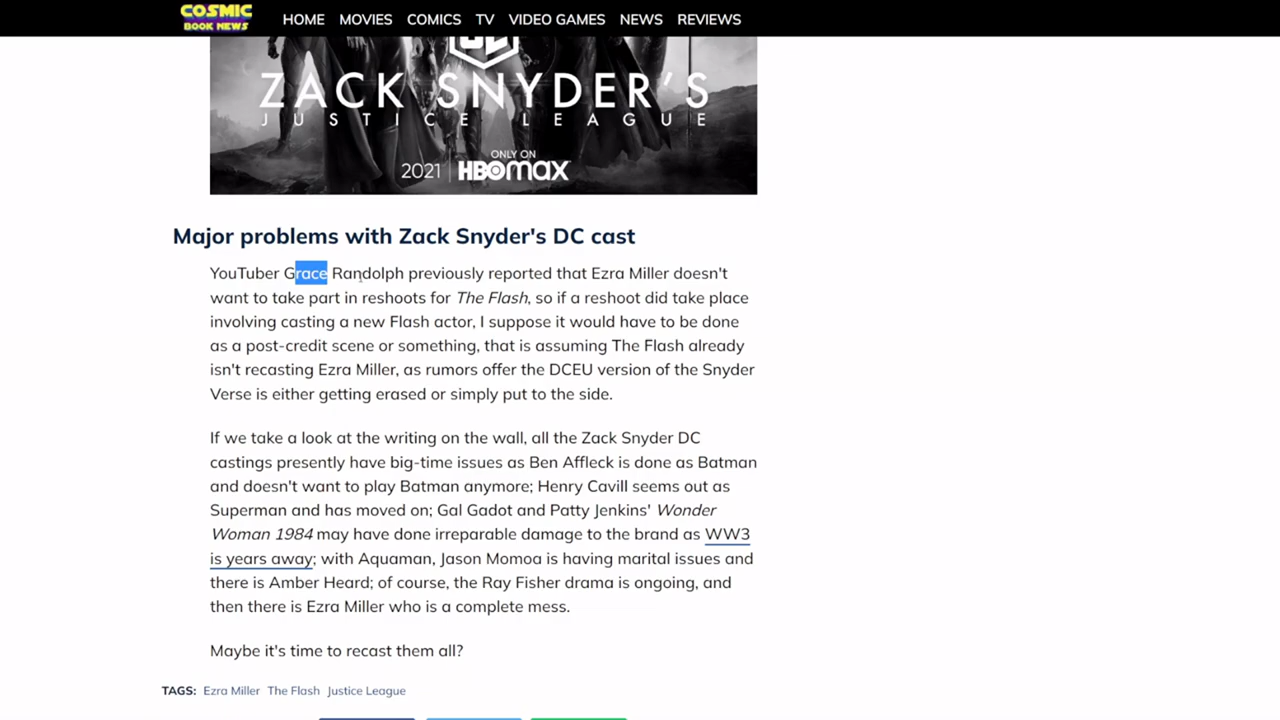 COSMIC
BOOK NEWS
HOME MOVIES COMICS TV VIDEO GAMES NEWS REVIEWS
ZACK SNYDER'S
JUSTICE LEAGUE
2021 ONLY ON HBOmax
Major problems with Zack Snyder's DC cast
YouTuber Grace Randolph previously reported that Ezra Miller doesn't
want to take part in reshoots for The Flash, so if a reshoot did take place
involving casting a new Flash actor, I suppose it would have to be done
as a post-credit scene or something, that is assuming The Flash already
isn't recasting Ezra Miller, as rumors offer the DCEU version of the Snyder
Verse is either getting erased or simply put to the side.
If we take a look at the writing on the wall, all the Zack Snyder DC
castings presently have big-time issues as Ben Affleck is done as Batman
and doesn't want to play Batman anymore; Henry Cavill seems out as
Superman and has moved on; Gal Gadot and Patty Jenkins' Wonder
Woman 1984 may have done irreparable damage to the brand as WW3
is years away; with Aquaman, Jason Momoa is having marital issues and
there is Amber Heard; of course, the Ray Fisher drama is ongoing, and
then there is Ezra Miller who is a complete mess.
Maybe it's time to recast them all?
TAGS: Ezra Miller The Flash Justice League